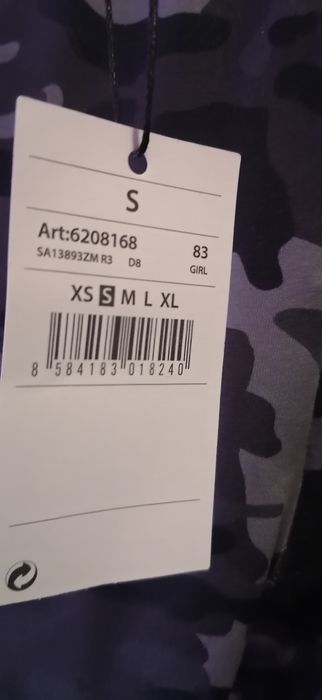 S
Art:6208168 83
SA13893ZM R3 D8 GIRL
XS S M L XL
8 584183 018240